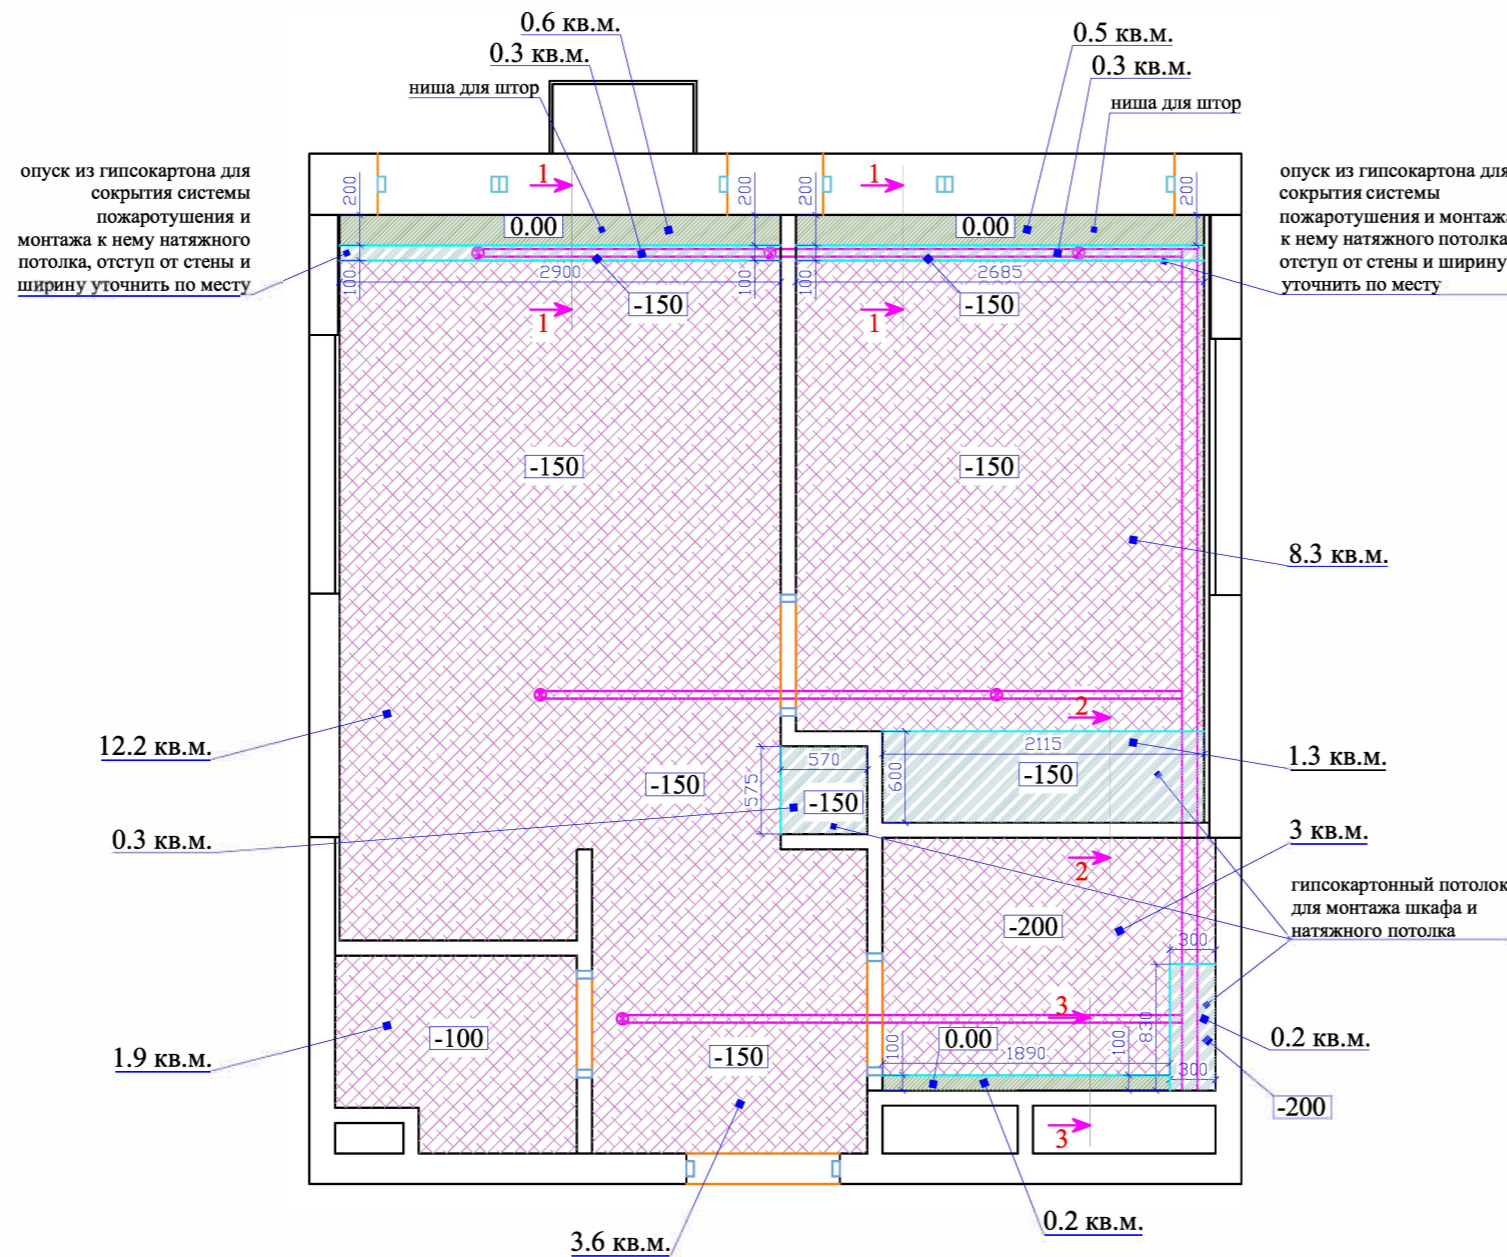 0.6 кв.м.
0.3 кв.м.
ниша для штор
0.5 кв.м.
0.3 кв.м.
ниша для штор
опуск из гипсокартона для
сокрытия системы
пожаротушения и
монтажа к нему натяжного
потолка, отступ от стены и
ширину уточнить по месту
опуск из гипсокартона для
сокрытия системы
пожаротушения и монтажа
к нему натяжного потолка
отступ от стены и ширину
уточнить по месту
1
1
200
200
200
200
0.00
0.00
100
2900
100
100
2685
-150
-150
1
1
-150
-150
8.3 кв.м.
12.2 кв.м.
2
2115
1.3 кв.м.
570
575
-150
-150
600
-150
0.3 кв.м.
3 кв.м.
2
гипсокартонный потолок
для монтажа шкафа и
натяжного потолка
-200
300
830
3
1.9 кв.м.
-100
-150
100
0.00
1890
100
300
0.2 кв.м.
-200
3
0.2 кв.м.
3.6 кв.м.